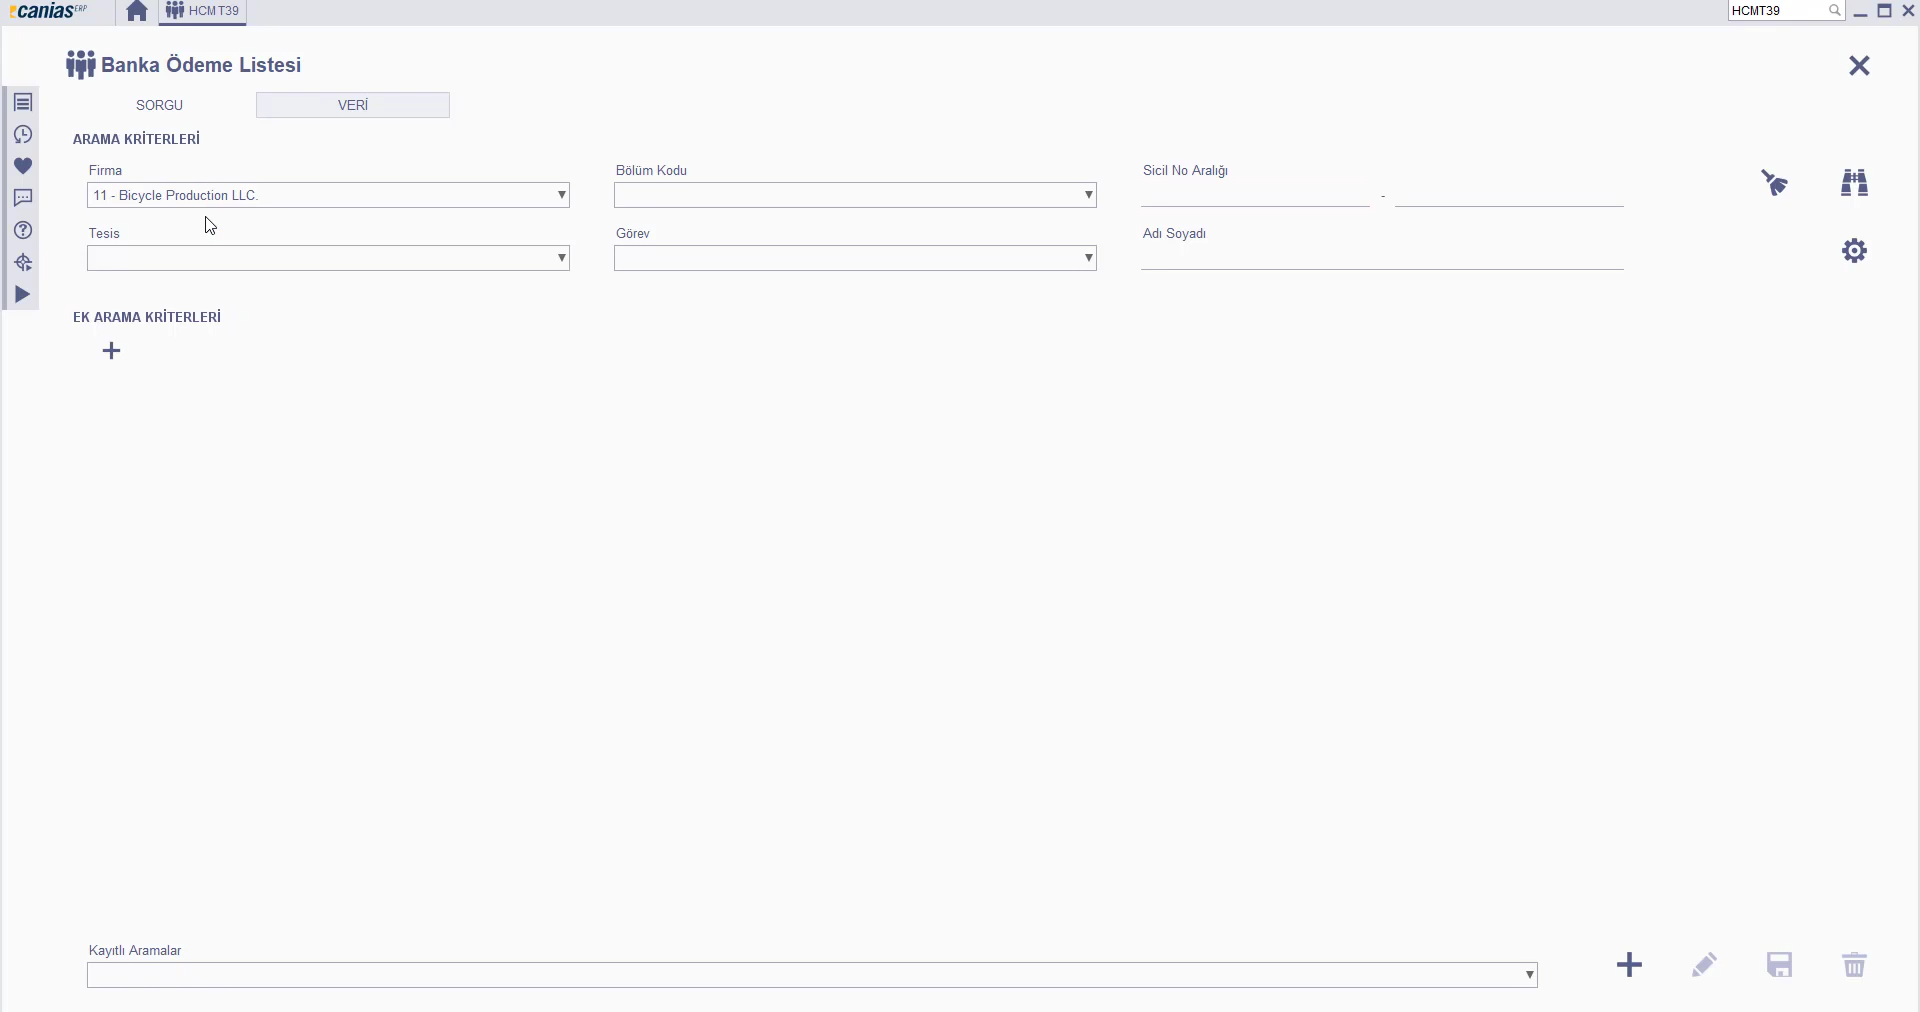 canias ERP
HCMT39
HCMT39
Banka Ödeme Listesi
SORGU
VERİ
ARAMA KRİTERLERİ
Firma
Bölüm Kodu
Sicil No Aralığı
11 - Bicycle Production LLC.
-
Tesis
Görev
Adı Soyadı
EK ARAMA KRİTERLERİ
Kayıtlı Aramalar